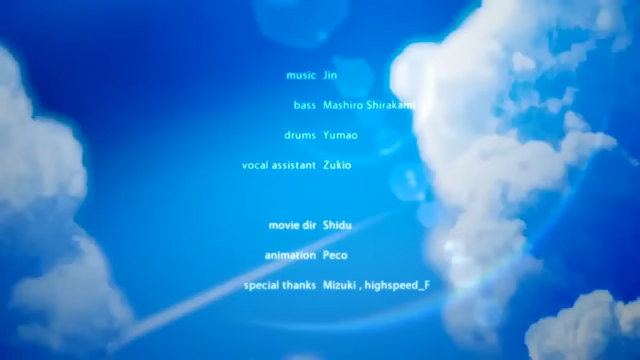 music Jin
bass Mashiro Shirakami
drums Yumao
vocal assistant Zukio
movie dir Shidu
animation Peco
special thanks Mizuki , highspeed_F